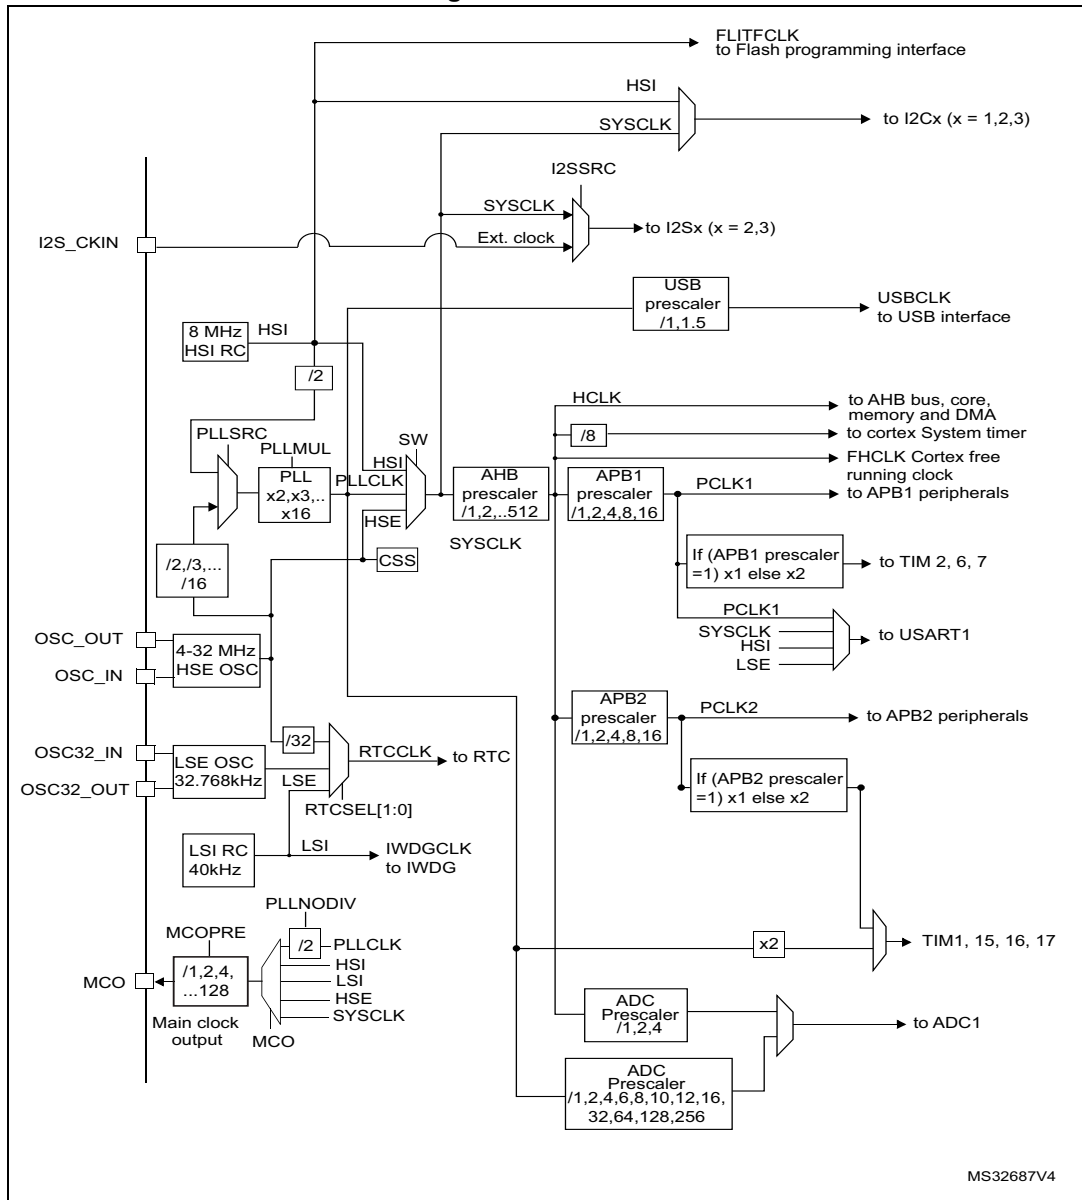 FLITFCLK
to Flash programming interface
HSI
SYSCLK
to I2Cx (x = 1,2,3)
I2SSRC
SYSCLK
to I2Sx (x = 2,3)
I2S_CKIN
Ext. clock
USB
prescaler
/1,1.5
USBCLK
to USB interface
8 MHz
HSI RC
HSI
/2
HCLK
to AHB bus, core,
memory and DMA
/8
to cortex System timer
FHCLK Cortex free
running clock
PLLSRC
PLLMUL
PLL
x2,x3,..
x16
SW
HSI
PLLCLK
HSE
AHB
prescaler
/1,2,..512
SYSCLK
APB1
prescaler
/1,2,4,8,16
PCLK1
to APB1 peripherals
/2,/3,...
/16
CSS
If (APB1 prescaler
=1) x1 else x2
to TIM 2, 6, 7
PCLK1
SYSCLK
HSI
LSE
to USART1
OSC_OUT
OSC_IN
4-32 MHz
HSE OSC
APB2
prescaler
/1,2,4,8,16
PCLK2
to APB2 peripherals
OSC32_IN
OSC32_OUT
LSE OSC
32.768kHz
/32
LSE
RTCCLK
to RTC
RTCSEL[1:0]
If (APB2 prescaler
=1) x1 else x2
LSI RC
40kHz
LSI
IWDGCLK
to IWDG
PLLNODIV
MCOPRE
/2
PLLCLK
HSI
LSI
HSE
SYSCLK
MCO
/1,2,4,
...128
Main clock
output
MCO
x2
TIM1, 15, 16, 17
ADC
Prescaler
/1,2,4
to ADC1
ADC
Prescaler
/1,2,4,6,8,10,12,16,
32,64,128,256
MS32687V4